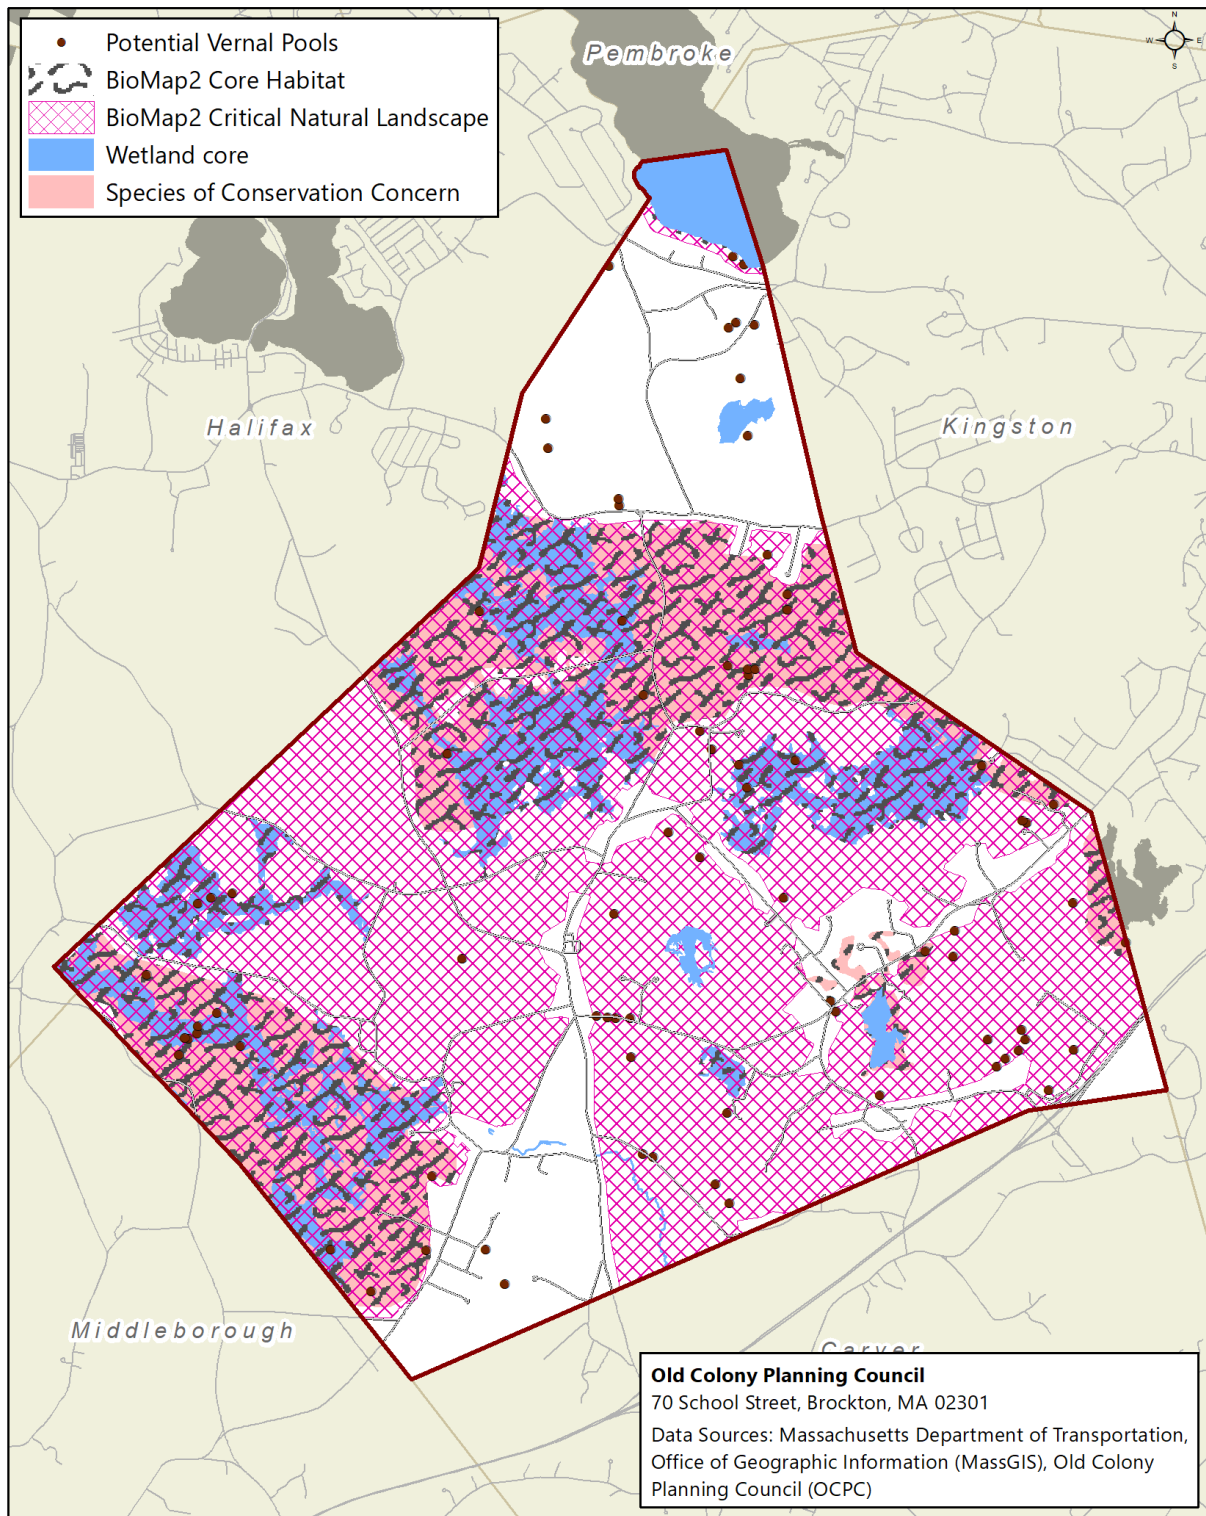 Potential Vernal Pools
BioMap2 Core Habitat
BioMap2 Critical Natural Landscape
Wetland core
Species of Conservation Concern
N
W E
S
Pembroke
Halifax
Kingston
Middleborough
Carver
Old Colony Planning Council
70 School Street, Brockton, MA 02301
Data Sources: Massachusetts Department of Transportation,
Office of Geographic Information (MassGIS), Old Colony
Planning Council (OCPC)